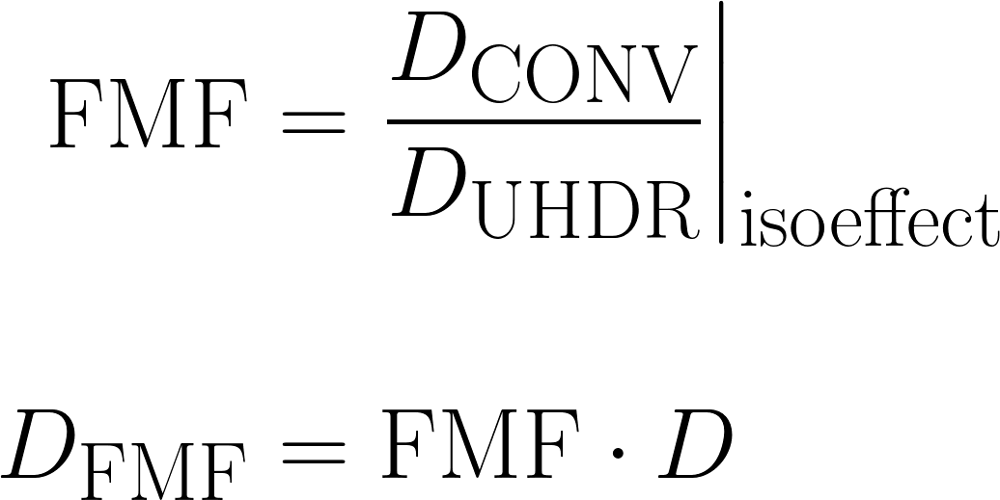 FMF = D_CONV / D_UHDR |_isoeffect
D_FMF = FMF · D